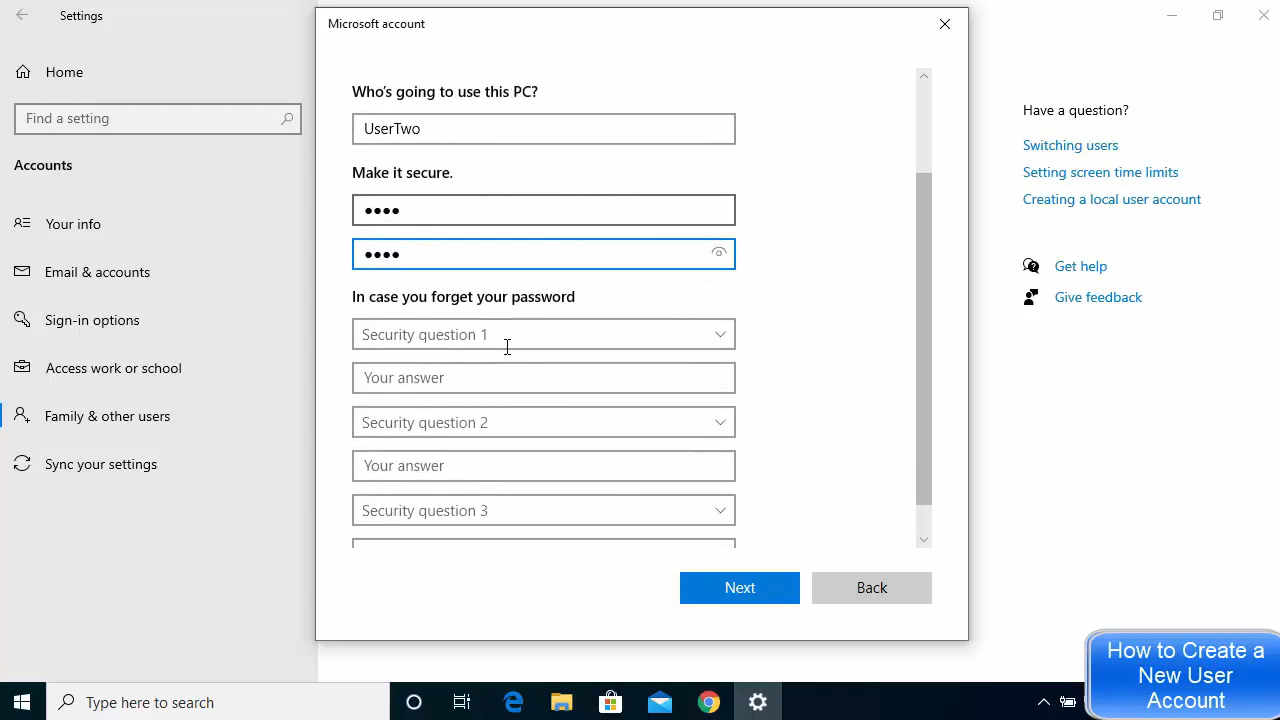 Settings
Home
Find a setting
Accounts
Your info
Email & accounts
Sign-in options
Access work or school
Family & other users
Sync your settings
Microsoft account
Who's going to use this PC?
UserTwo
Make it secure.
●●●●
●●●●
In case you forget your password
Security question 1
Your answer
Security question 2
Your answer
Security question 3
Next
Back
Have a question?
Switching users
Setting screen time limits
Creating a local user account
Get help
Give feedback
Type here to search
How to Create a
New User
Account